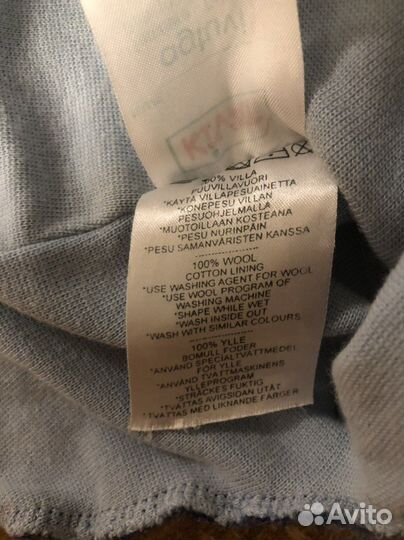 ivutgo
KIVAT
100% VILLA
PUUVILLAVUORI
*KÄYTÄ VILLAPESUAINETTA
*KONEPESU VILLAN
PESUOHJELMALLA
*MUOTOILLAAN KOSTEANA
*PESU NURINPÄIN
*PESU SAMANVÄRISTEN KANSSA
100% WOOL
COTTON LINING
*USE WASHING AGENT FOR WOOL
*USE WOOL PROGRAM OF
WASHING MACHINE
*SHAPE WHILE WET
*WASH INSIDE OUT
*WASH WITH SIMILAR COLOURS
100% YLLE
BOMULL FODER
*ANVÄND SPECIALTVÄTTMEDEL
FÖR YLLE
*ANVÄND TVÄTTMASKINENS
YLLEPROGRAM
*STRÄCKES FUKTIG
*TVÄTTAS AVIGSIDAN UTÅT
*TVÄTTAS MED LIKNANDE FÄRGER
Avito